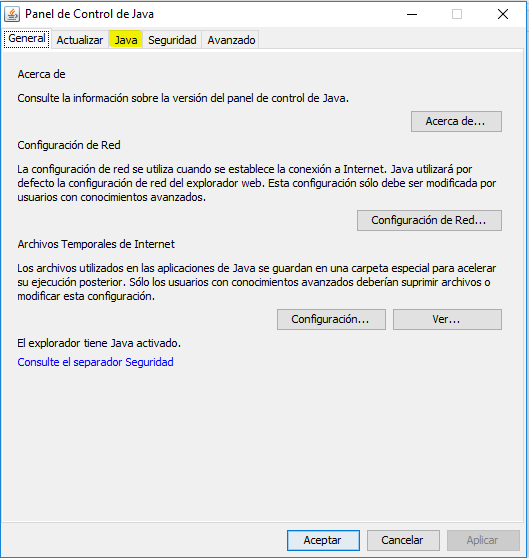 Panel de Control de Java
General Actualizar Java Seguridad Avanzado
Acerca de
Consulte la información sobre la versión del panel de control de Java.
Acerca de...
Configuración de Red
La configuración de red se utiliza cuando se establece la conexión a Internet. Java utilizará por
defecto la configuración de red del explorador web. Esta configuración sólo debe ser modificada por
usuarios con conocimientos avanzados.
Configuración de Red...
Archivos Temporales de Internet
Los archivos utilizados en las aplicaciones de Java se guardan en una carpeta especial para acelerar
su ejecución posterior. Sólo los usuarios con conocimientos avanzados deberían suprimir archivos o
modificar esta configuración.
Configuración... Ver...
El explorador tiene Java activado.
Consulte el separador Seguridad
Aceptar Cancelar Aplicar